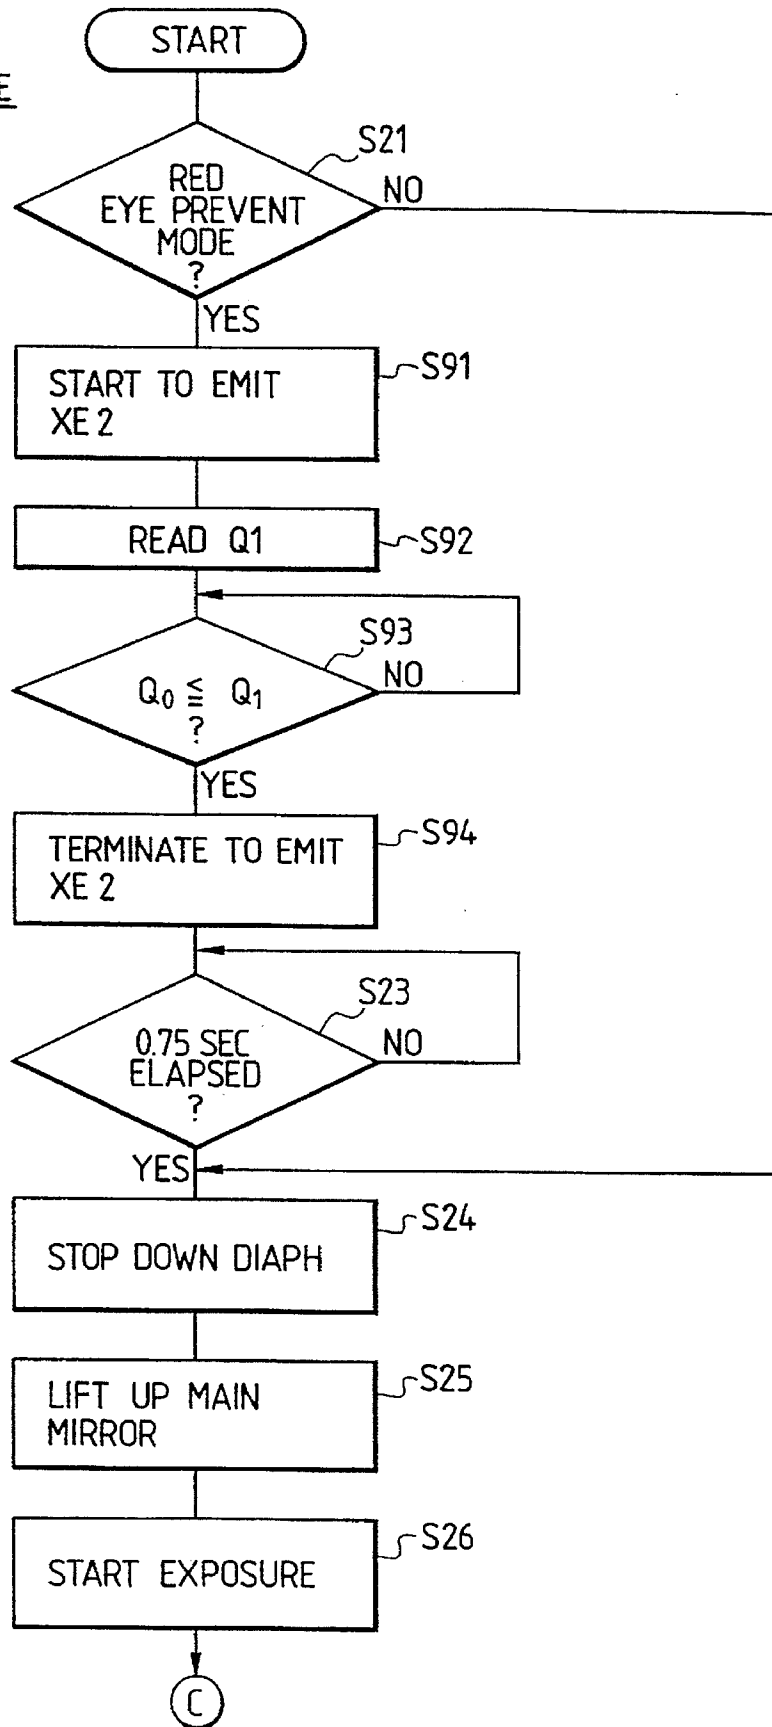 START
E
S21
RED
EYE PREVENT
MODE
?
NO
YES
S91
START TO EMIT
XE 2
READ Q1
S92
S93
Q₀ ≦ Q₁
?
NO
YES
S94
TERMINATE TO EMIT
XE 2
S23
0.75 SEC
ELAPSED
?
NO
YES
S24
STOP DOWN DIAPH
S25
LIFT UP MAIN
MIRROR
S26
START EXPOSURE
C